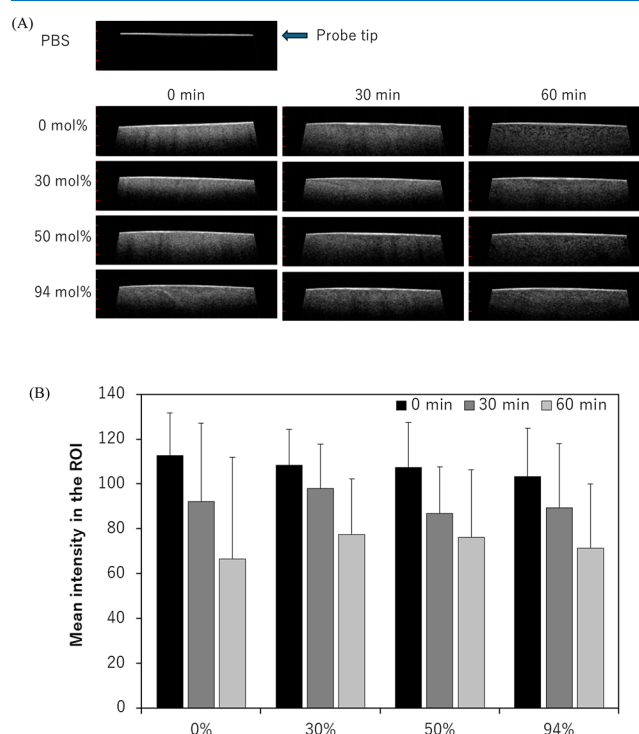 (A)
PBS
Probe tip
0 min 30 min 60 min
0 mol%
30 mol%
50 mol%
94 mol%
(B)
Mean intensity in the ROI
140
120
100
80
60
40
20
0
0 min 30 min 60 min
0% 30% 50% 94%